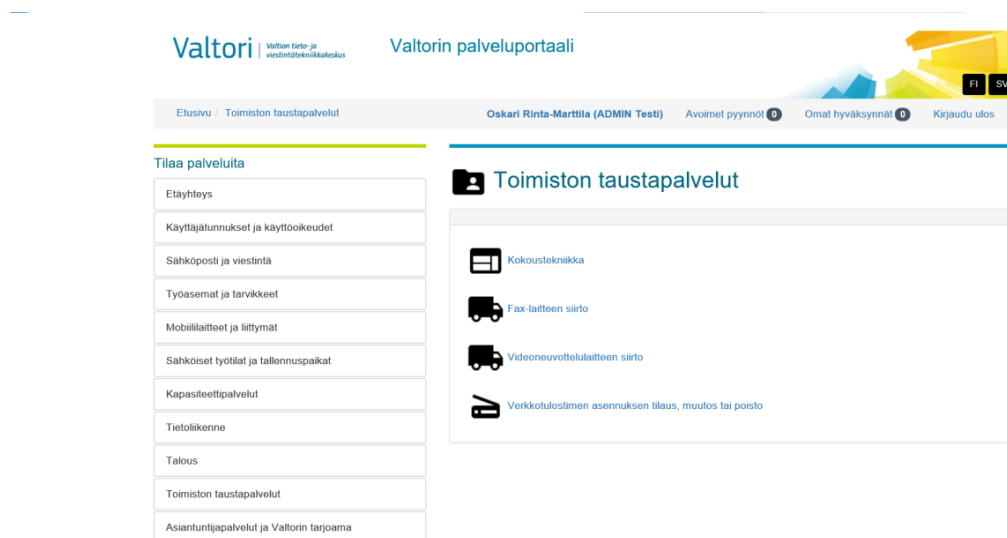 Valtori
Valtion tieto- ja
viestintätekniikkakeskus
Valtorin palveluportaali
FI SV
Etusivu / Toimiston taustapalvelut
Oskari Rinta-Marttila (ADMIN Testi) Avoimet pyynnöt 0 Omat hyväksynnät 0 Kirjaudu ulos
Tilaa palveluita
Etäyhteys
Käyttäjätunnukset ja käyttöoikeudet
Sähköposti ja viestintä
Työasemat ja tarvikkeet
Mobiililaitteet ja liittymät
Sähköiset työtilat ja tallennuspaikat
Kapasiteettipalvelut
Tietoliikenne
Talous
Toimiston taustapalvelut
Asiantuntijapalvelut ja Valtorin tarjoama
Toimiston taustapalvelut
Kokoustekniikka
Fax-laitteen siirto
Videoneuvottelulaitteen siirto
Verkkotulostimen asennuksen tilaus, muutos tai poisto